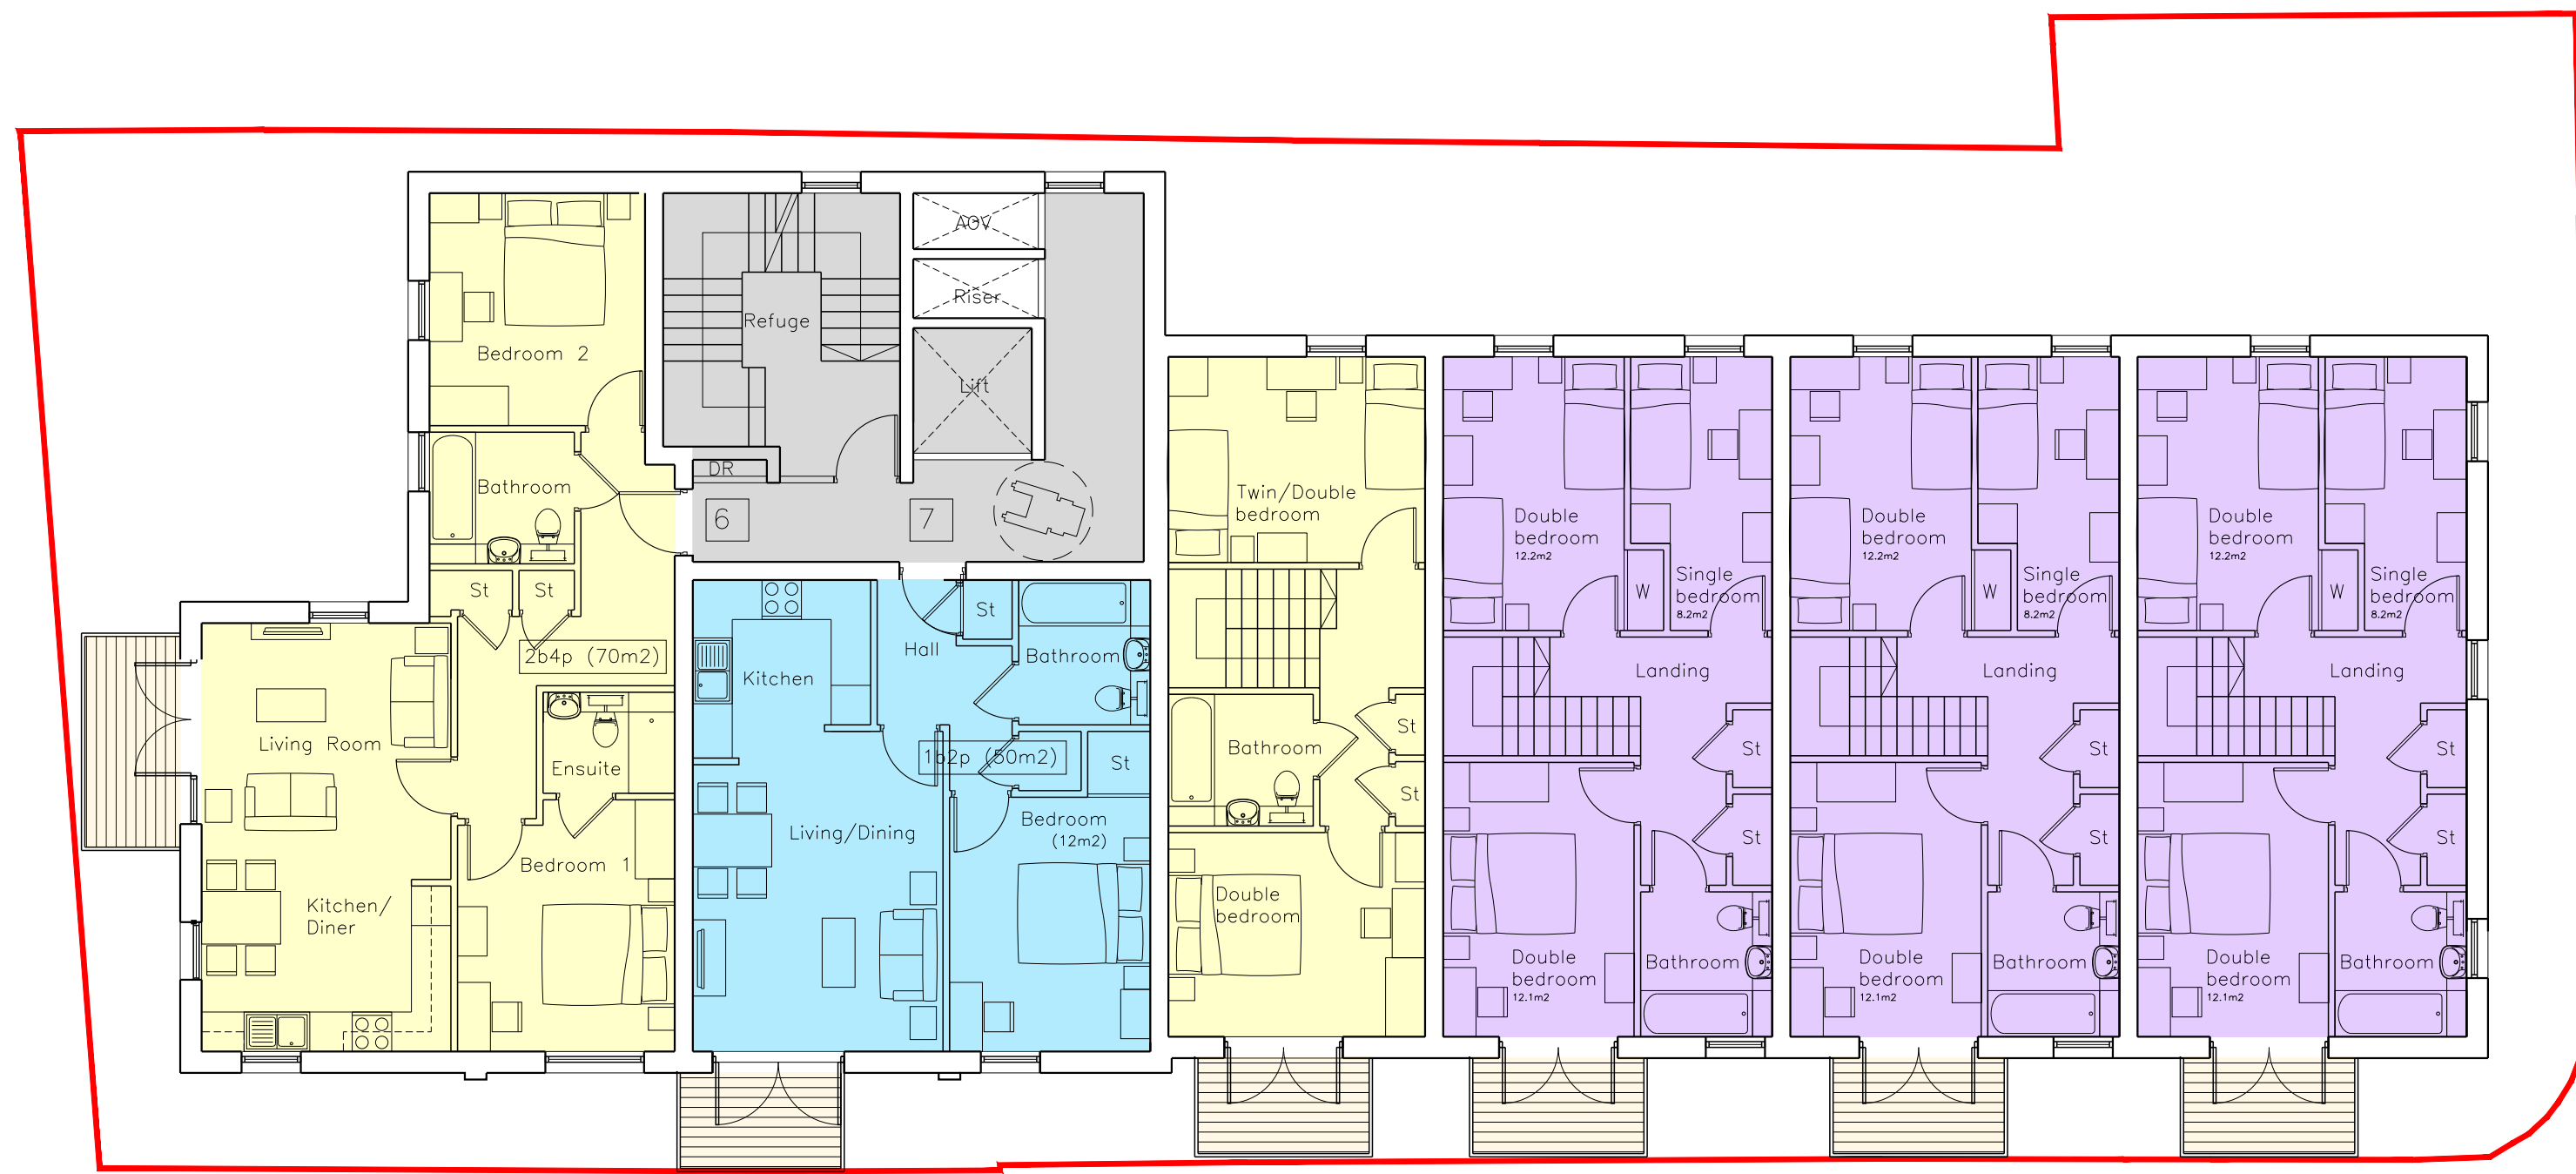 AOV
Riser
Refuge
Lift
Bedroom 2
DR
Bathroom
6
7
Twin/Double
bedroom
Double
bedroom
12.2m2
Single
bedroom
8.2m2
W
Double
bedroom
12.2m2
Single
bedroom
8.2m2
W
Double
bedroom
12.2m2
Single
bedroom
8.2m2
W
St
St
St
Hall
Bathroom
2b4p (70m2)
Kitchen
Landing
Landing
Landing
Living Room
Ensuite
1b2p (50m2)
St
Bathroom
St
St
St
St
St
St
St
St
Living/Dining
Bedroom
(12m2)
Bedroom 1
Kitchen/
Diner
Double
bedroom
Double
bedroom
12.1m2
Bathroom
Double
bedroom
12.1m2
Bathroom
Double
bedroom
12.1m2
Bathroom